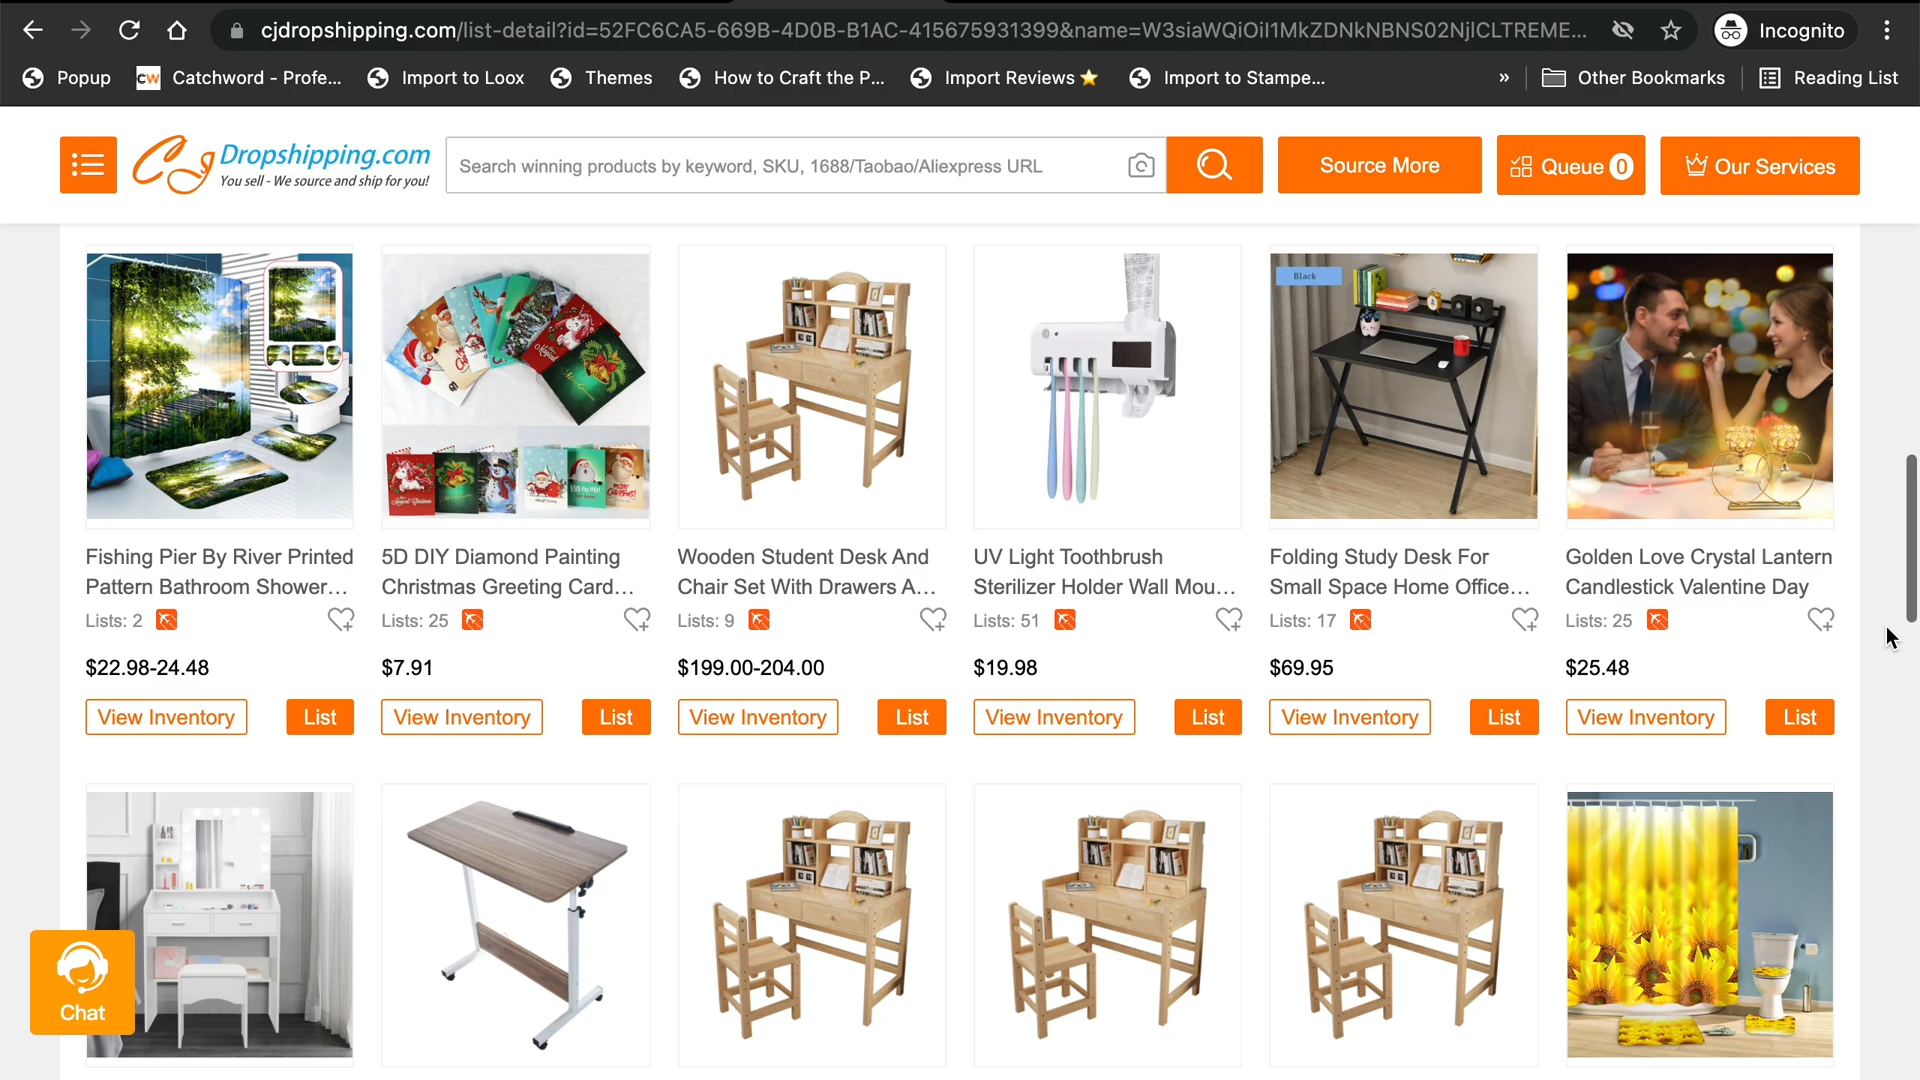 cjdropshipping.com/list-detail?id=52FC6CA5-669B-4D0B-B1AC-415675931399&name=W3siaWQiOiI1MkZDNkNBNS02NjlCLTREME...
Incognito
Popup
CW Catchword - Profe...
Import to Loox
Themes
How to Craft the P...
Import Reviews⭐
Import to Stampe...
»
Other Bookmarks
Reading List
CJ Dropshipping.com
You sell - We source and ship for you!
Search winning products by keyword, SKU, 1688/Taobao/Aliexpress URL
Source More
Queue 0
Our Services
Black
Fishing Pier By River Printed
Pattern Bathroom Shower...
Lists: 2
$22.98-24.48
View Inventory
List
5D DIY Diamond Painting
Christmas Greeting Card...
Lists: 25
$7.91
View Inventory
List
Wooden Student Desk And
Chair Set With Drawers A...
Lists: 9
$199.00-204.00
View Inventory
List
UV Light Toothbrush
Sterilizer Holder Wall Mou...
Lists: 51
$19.98
View Inventory
List
Folding Study Desk For
Small Space Home Office...
Lists: 17
$69.95
View Inventory
List
Golden Love Crystal Lantern
Candlestick Valentine Day
Lists: 25
$25.48
View Inventory
List
Chat